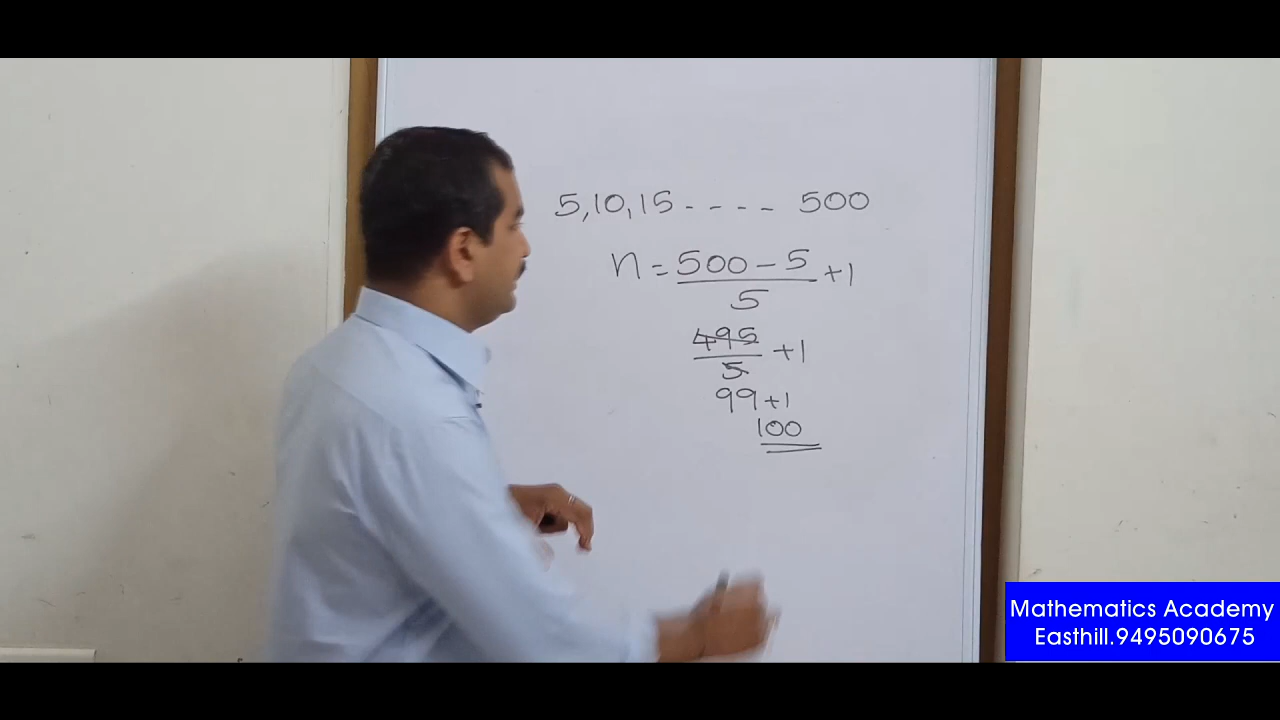 5,10,15 - - - - 500
n = 500 - 5 / 5 + 1
495 / 5 + 1
99 + 1
100
Mathematics Academy
Easthill.9495090675